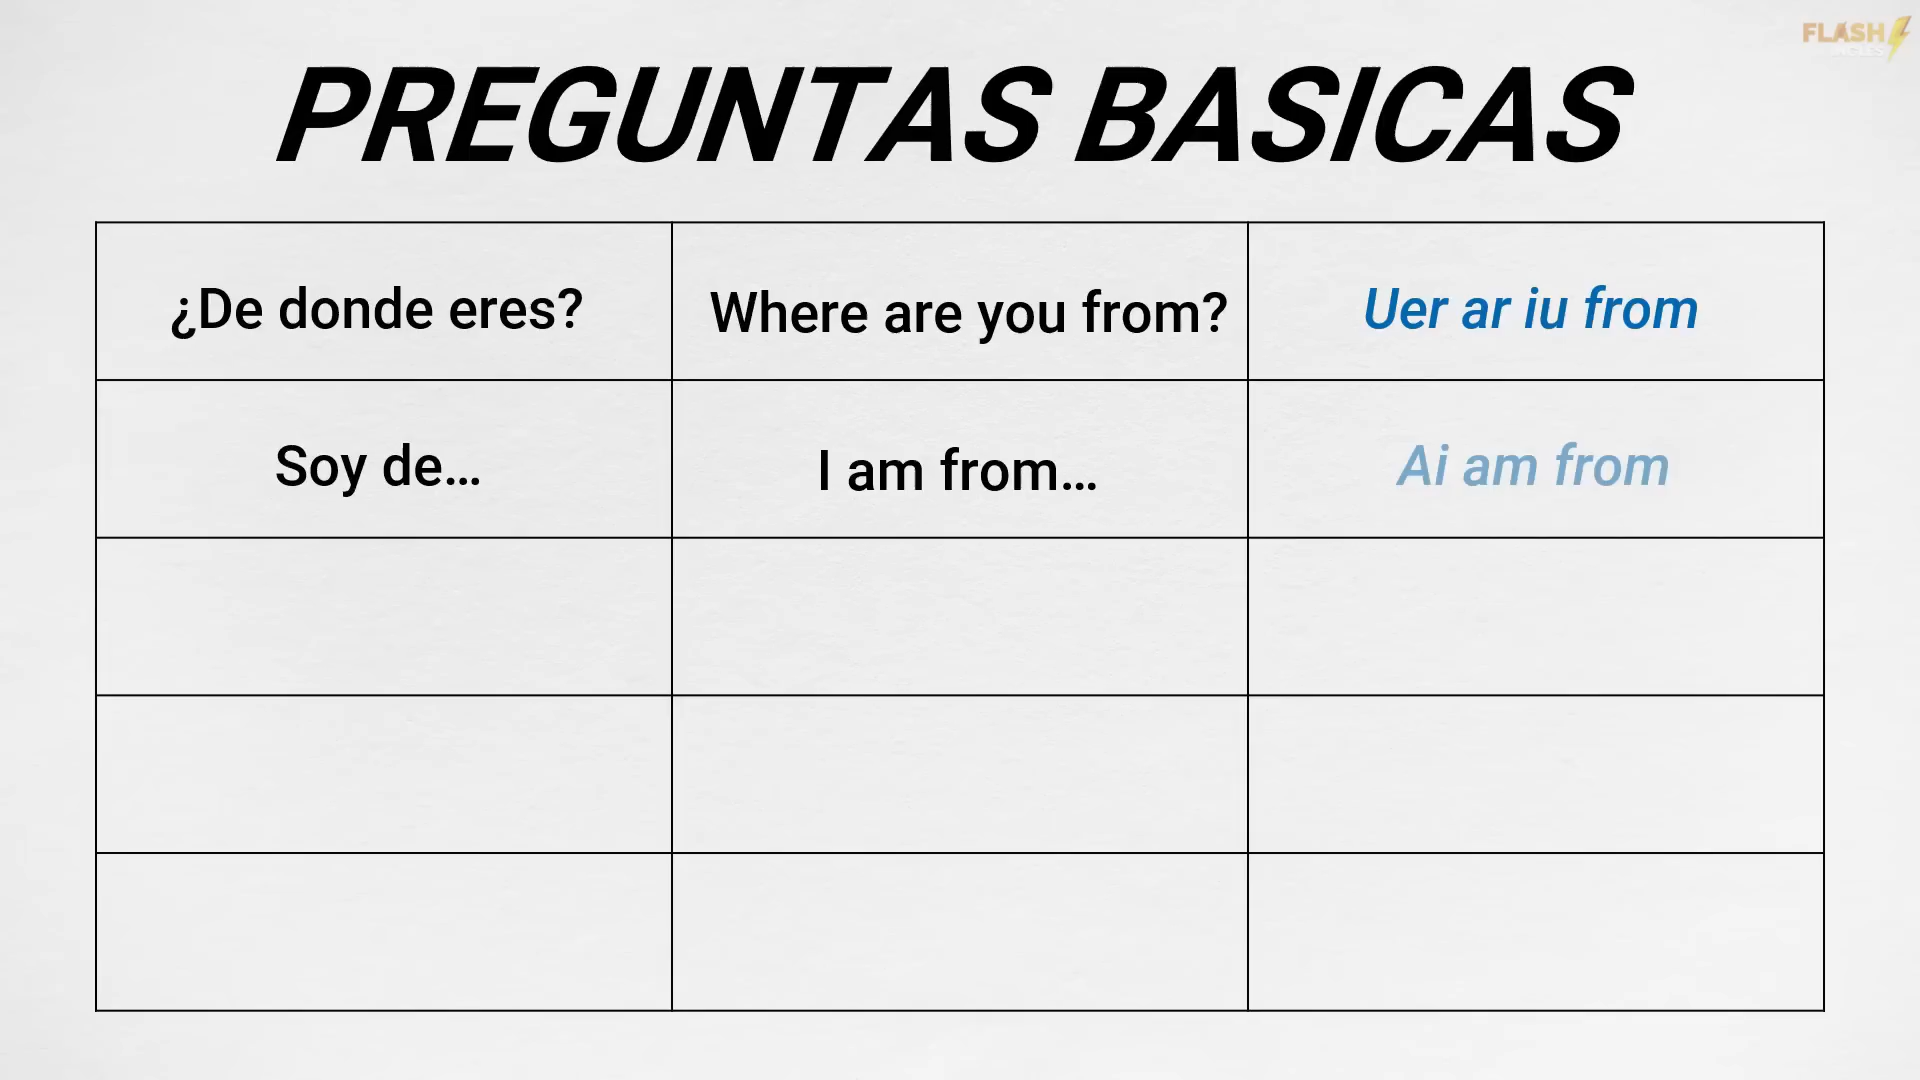 FLASH
INGLES
PREGUNTAS BASICAS
¿De donde eres?
Where are you from?
Uer ar iu from
Soy de...
I am from...
Ai am from